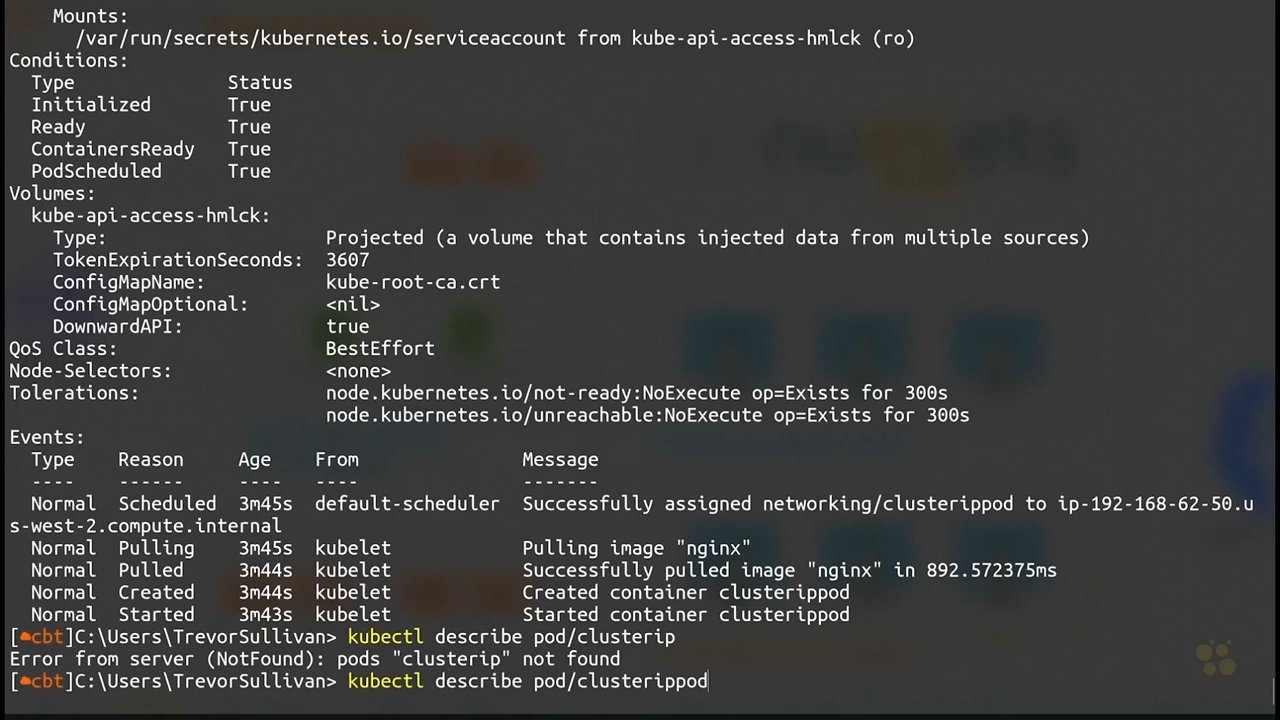 Mounts:
/var/run/secrets/kubernetes.io/serviceaccount from kube-api-access-hmlck (ro)
Conditions:
Type Status
Initialized True
Ready True
ContainersReady True
PodScheduled True
Volumes:
kube-api-access-hmlck:
Type: Projected (a volume that contains injected data from multiple sources)
TokenExpirationSeconds: 3607
ConfigMapName: kube-root-ca.crt
ConfigMapOptional: <nil>
DownwardAPI: true
QoS Class: BestEffort
Node-Selectors: <none>
Tolerations: node.kubernetes.io/not-ready:NoExecute op=Exists for 300s
node.kubernetes.io/unreachable:NoExecute op=Exists for 300s
Events:
Type Reason Age From Message
---- ------ ---- ---- -------
Normal Scheduled 3m45s default-scheduler Successfully assigned networking/clusterippod to ip-192-168-62-50.u
s-west-2.compute.internal
Normal Pulling 3m45s kubelet Pulling image "nginx"
Normal Pulled 3m44s kubelet Successfully pulled image "nginx" in 892.572375ms
Normal Created 3m44s kubelet Created container clusterippod
Normal Started 3m43s kubelet Started container clusterippod
[☁cbt]C:\Users\TrevorSullivan> kubectl describe pod/clusterip
Error from server (NotFound): pods "clusterip" not found
[☁cbt]C:\Users\TrevorSullivan> kubectl describe pod/clusterippod